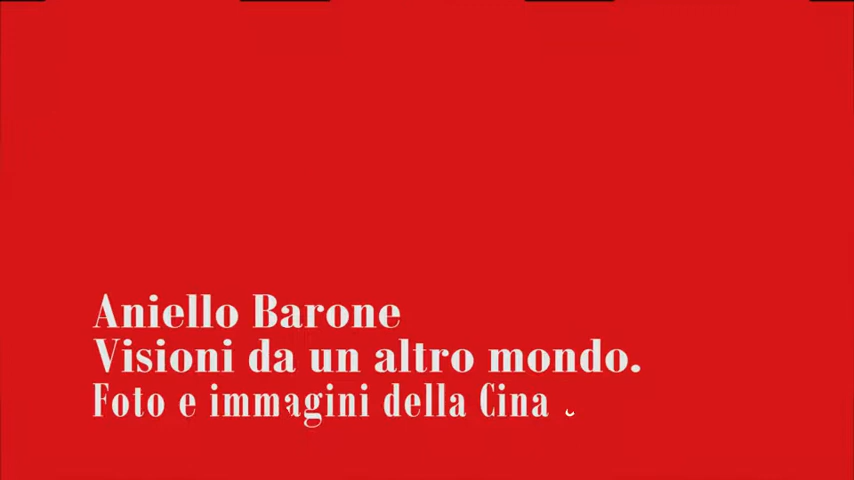 Aniello Barone
Visioni da un altro mondo.
Foto e immagini della Cina